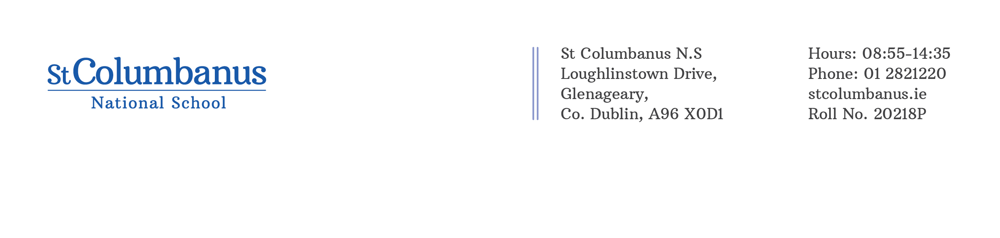 St Columbanus
National School
St Columbanus N.S
Loughlinstown Drive,
Glenageary,
Co. Dublin, A96 X0D1
Hours: 08:55-14:35
Phone: 01 2821220
stcolumbanus.ie
Roll No. 20218P